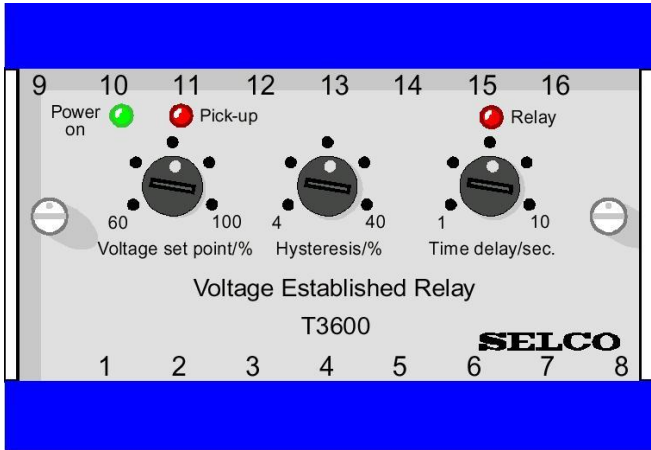 9 10 11 12 13 14 15 16
Power on Pick-up Relay
60 100 4 40 1 10
Voltage set point/% Hysteresis/% Time delay/sec.
Voltage Established Relay
T3600
SELCO
1 2 3 4 5 6 7 8